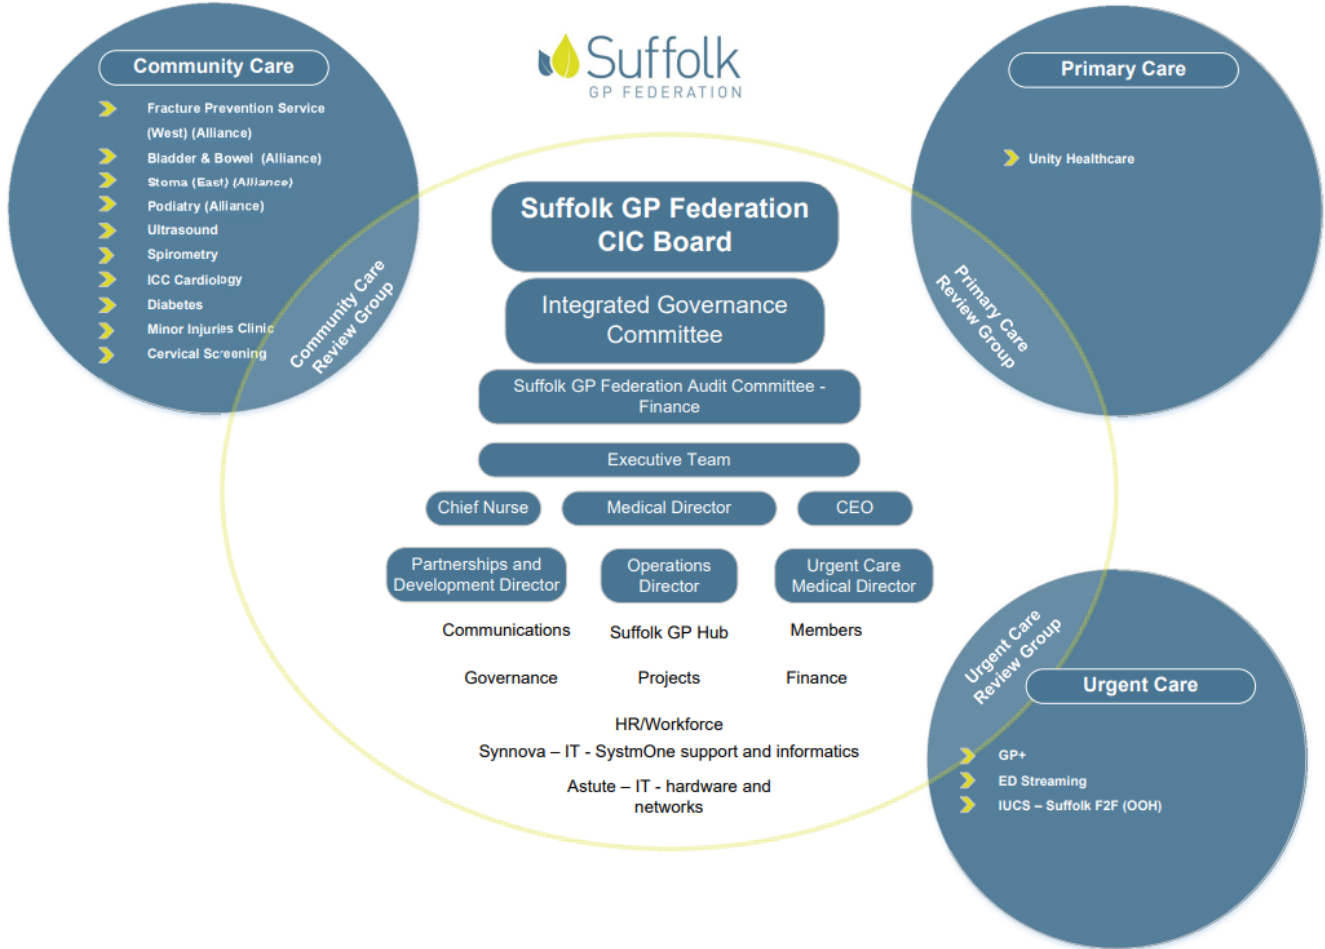 Suffolk
GP FEDERATION
Community Care
Fracture Prevention Service
(West) (Alliance)
Bladder & Bowel (Alliance)
Stoma (East) (Alliance)
Podiatry (Alliance)
Ultrasound
Spirometry
ICC Cardiology
Diabetes
Minor Injuries Clinic
Cervical Screening
Community Care
Review Group
Primary Care
Unity Healthcare
Primary Care
Review Group
Suffolk GP Federation
CIC Board
Integrated Governance
Committee
Suffolk GP Federation Audit Committee -
Finance
Executive Team
Chief Nurse
Medical Director
CEO
Partnerships and
Development Director
Operations
Director
Urgent Care
Medical Director
Communications
Suffolk GP Hub
Members
Governance
Projects
Finance
HR/Workforce
Synnova – IT - SystmOne support and informatics
Astute – IT - hardware and
networks
Urgent Care
Review Group
Urgent Care
GP+
ED Streaming
IUCS – Suffolk F2F (OOH)